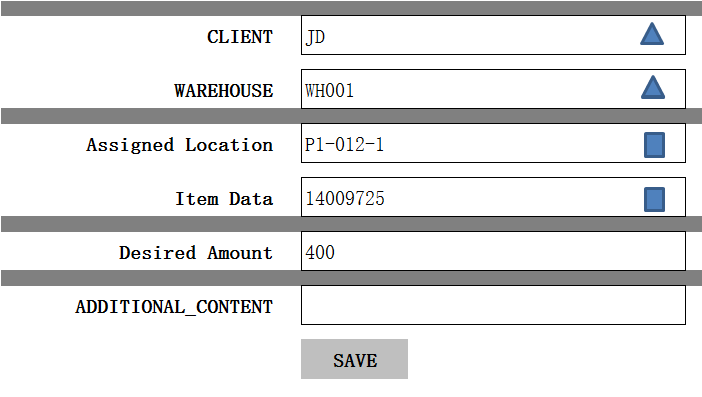 CLIENT JD
WAREHOUSE WH001
Assigned Location P1-012-1
Item Data 14009725
Desired Amount 400
ADDITIONAL_CONTENT
SAVE